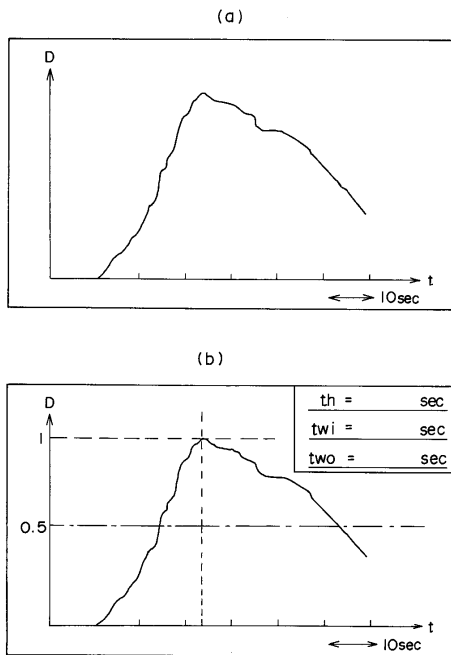 (a)
D
t
10sec
(b)
D
th = sec
twi = sec
two = sec
1
0.5
t
10sec